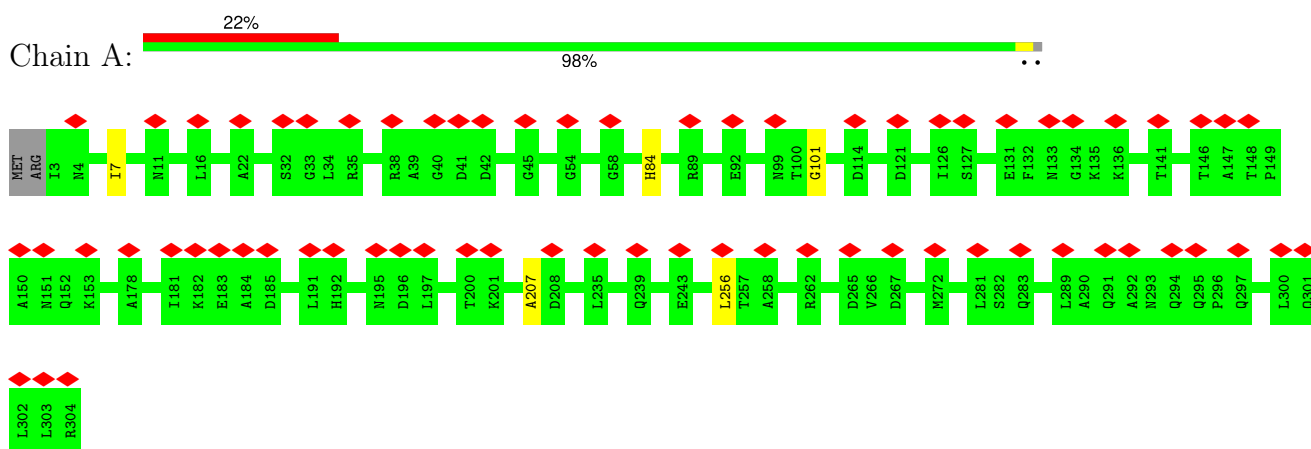 22%
Chain A:
98%
• •
MET ARG I3 N4 I7 N11 L16 A22 S32 G33 L34 R35 R38 A39 G40 D41 D42 G45 G54 G58 H84 R89 E92 N99 T100 G101 D114 D121 I126 S127 E131 F132 N133 G134 K135 K136 T141 T146 A147 T148 P149
A150 N151 Q152 K153 A178 I181 K182 E183 A184 D185 L191 H192 N195 D196 L197 T200 K201 A207 D208 L235 Q239 E243 L256 T257 A258 R262 D265 V266 D267 M272 L281 S282 Q283 L289 A290 Q291 A292 N293 Q294 Q295 P296 Q297 L300 Q301
L302 L303 R304